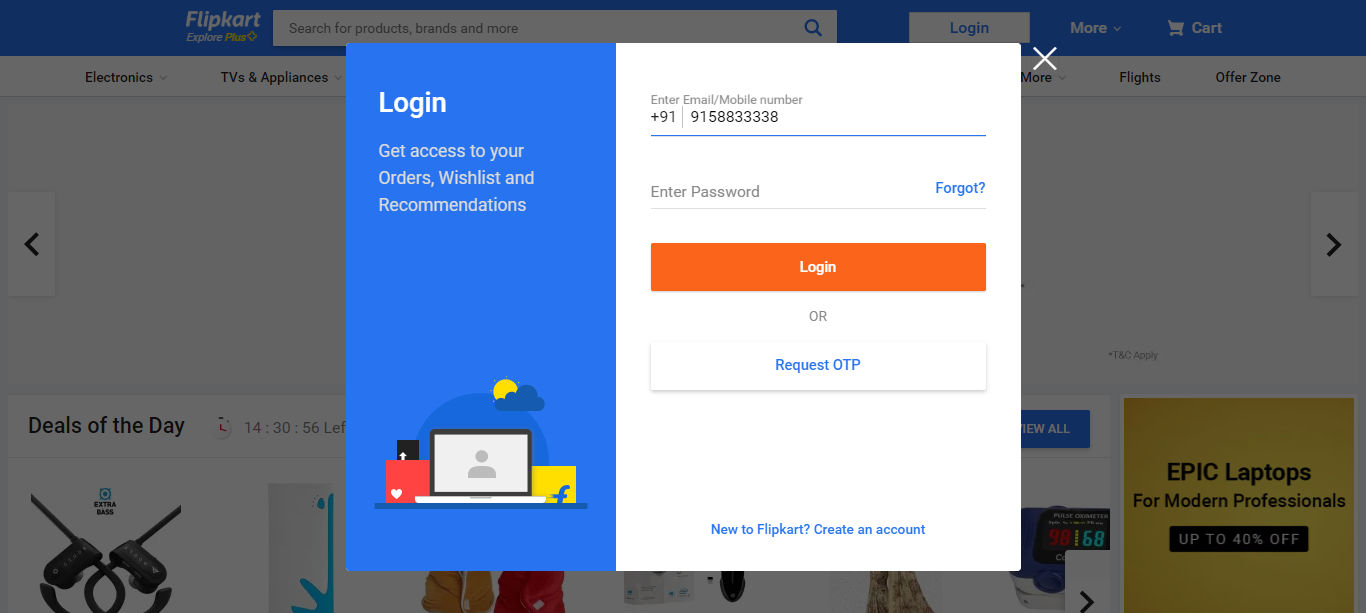 Flipkart
Explore Plus
Search for products, brands and more
Login
More
Cart
Electronics
TVs & Appliances
More
Flights
Offer Zone
Login
Get access to your
Orders, Wishlist and
Recommendations
Enter Email/Mobile number
+91 9158833338
Enter Password
Forgot?
Login
OR
Request OTP
New to Flipkart? Create an account
*T&C Apply
Deals of the Day
14 : 30 : 56 Lef
VIEW ALL
EXTRA
BASS
PULSE OXIMETER
98 68
EPIC Laptops
For Modern Professionals
UP TO 40% OFF